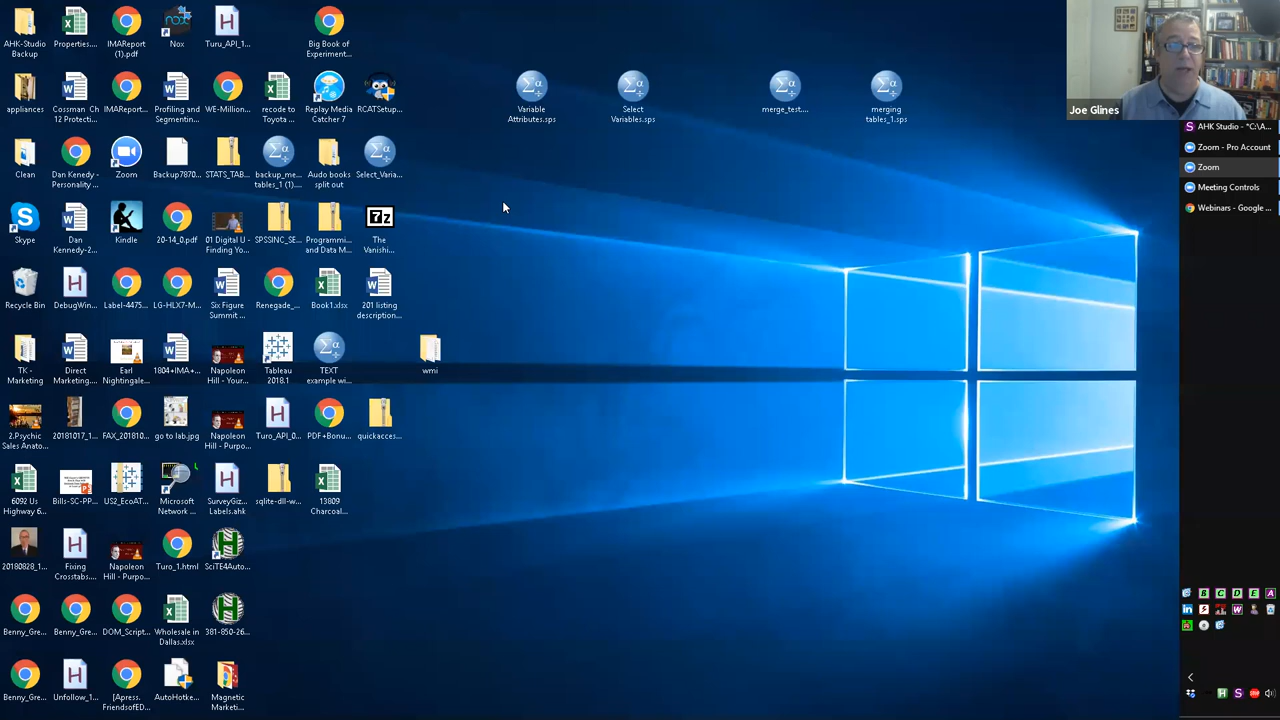 AHK-Studio
Backup
Properties....
IMAReport
(1).pdf
Nox
Turu_API_1...
Big Book of
Experiment...
Joe Glines
appliances
Cossman Ch
12 Protecti...
IMAReport...
Profiling and
Segmentin...
WE-Million...
recode to
Toyota ...
Replay Media
Catcher 7
RCATSetup...
Variable
Attributes.sps
Select
Variables.sps
merge_test....
merging
tables_1.sps
AHK Studio - "C:\A...
Zoom - Pro Account
Zoom
Meeting Controls
Webinars - Google ...
Clean
Dan Kenedy -
Personality ...
Zoom
Backup7870...
STATS_TAB...
backup_me...
tables_1 (1)....
Audo books
split out
Select_Varia...
Skype
Dan
Kennedy-2...
Kindle
20-14_0.pdf
01 Digital U -
Finding Yo...
SPSSINC_SE...
Programmi...
and Data M...
7z
The
Vanishi...
Recycle Bin
DebugWin...
Label-4475...
LG-HLX7-M...
Six Figure
Summit ...
Renegade_...
Book1.xlsx
201 listing
description...
TK -
Marketing
Direct
Marketing...
Earl
Nightingale...
1804+IMA+...
Napoleon
Hill - Your...
Tableau
2018.1
TEXT
example wi...
wmi
2.Psychic
Sales Anato...
20181017_1...
FAX_201810...
go to lab.jpg
Napoleon
Hill - Purpo...
Turo_API_0...
PDF+Bonu...
quickacces...
6092 Us
Highway 6...
Bills-SC-PP...
US2_EcoAT...
Microsoft
Network ...
SurveyGiz...
Labels.ahk
sqlite-dll-w...
13809
Charcoal...
20180828_1...
Fixing
Crosstabs....
Napoleon
Hill - Purpo...
Turo_1.html
SciTE4Auto...
Benny_Gre...
Benny_Gre...
DOM_Script...
Wholesale in
Dallas.xlsx
381-850-26...
Benny_Gre...
Unfollow_1...
[Apress.
FriendsofED...
AutoHotke...
Magnetic
Marketi...